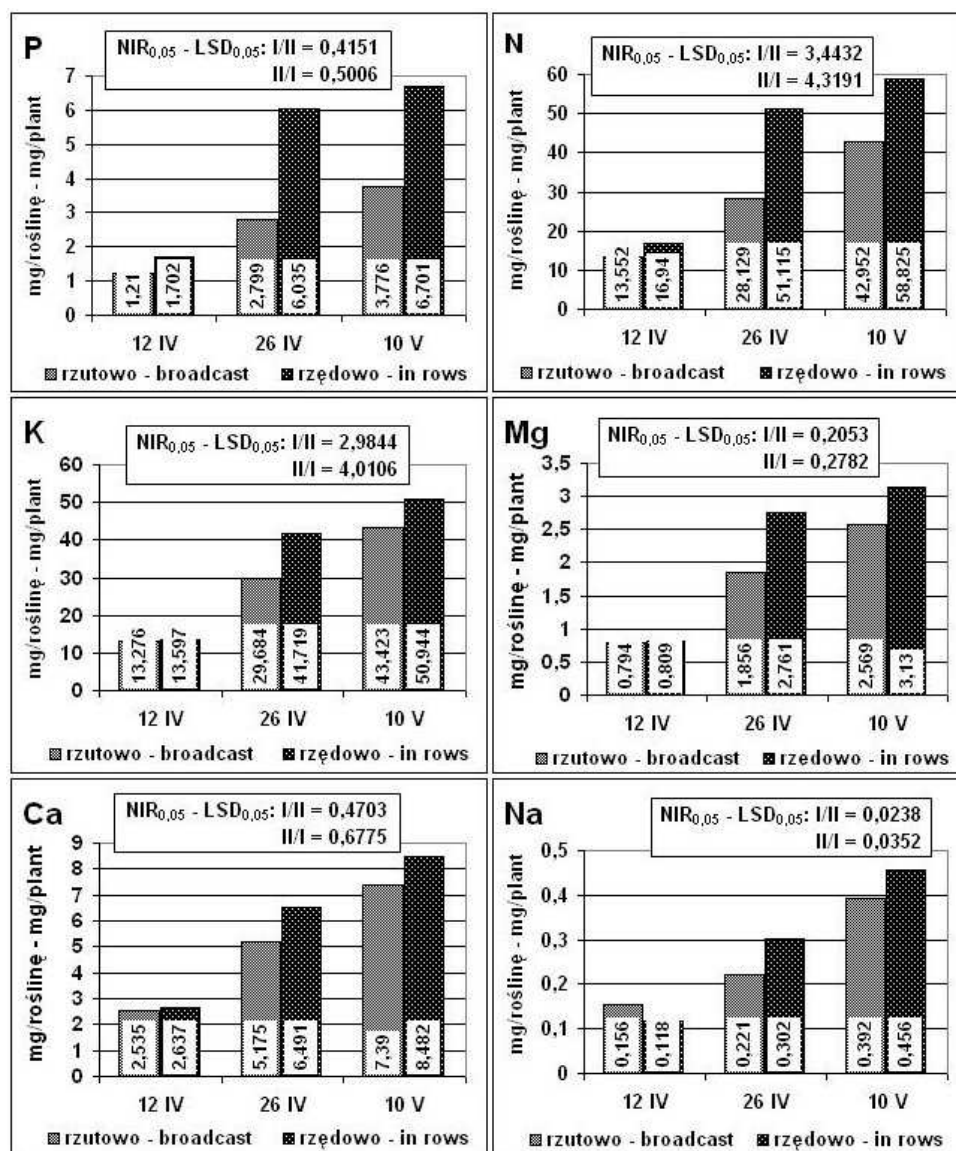 P
NIR0,05 - LSD0,05: I/II = 0,4151
II/I = 0,5006
mg/roślinę - mg/plant
7
6
5
4
3
2
1
0
1,21
1,702
2,799
6,035
3,776
6,701
12 IV
26 IV
10 V
rzutowo - broadcast
rzędowo - in rows
N
NIR0,05 - LSD0,05: I/II = 3,4432
II/I = 4,3191
mg/roślinę - mg/plant
60
50
40
30
20
10
0
13,552
16,94
28,129
51,115
42,952
58,825
12 IV
26 IV
10 V
rzutowo - broadcast
rzędowo - in rows
K
NIR0,05 - LSD0,05: I/II = 2,9844
II/I = 4,0106
mg/roślinę - mg/plant
60
50
40
30
20
10
0
13,276
13,597
29,684
41,719
43,423
50,944
12 IV
26 IV
10 V
rzutowo - broadcast
rzędowo - in rows
Mg
NIR0,05 - LSD0,05: I/II = 0,2053
II/I = 0,2782
mg/roślinę - mg/plant
3,5
3
2,5
2
1,5
1
0,5
0
0,794
0,809
1,856
2,761
2,569
3,13
12 IV
26 IV
10 V
rzutowo - broadcast
rzędowo - in rows
Ca
NIR0,05 - LSD0,05: I/II = 0,4703
II/I = 0,6775
mg/roślinę - mg/plant
9
8
7
6
5
4
3
2
1
0
2,535
2,637
5,175
6,491
7,39
8,482
12 IV
26 IV
10 V
rzutowo - broadcast
rzędowo - in rows
Na
NIR0,05 - LSD0,05: I/II = 0,0238
II/I = 0,0352
mg/roślinę - mg/plant
0,5
0,4
0,3
0,2
0,1
0
0,156
0,118
0,221
0,302
0,392
0,456
12 IV
26 IV
10 V
rzutowo - broadcast
rzędowo - in rows